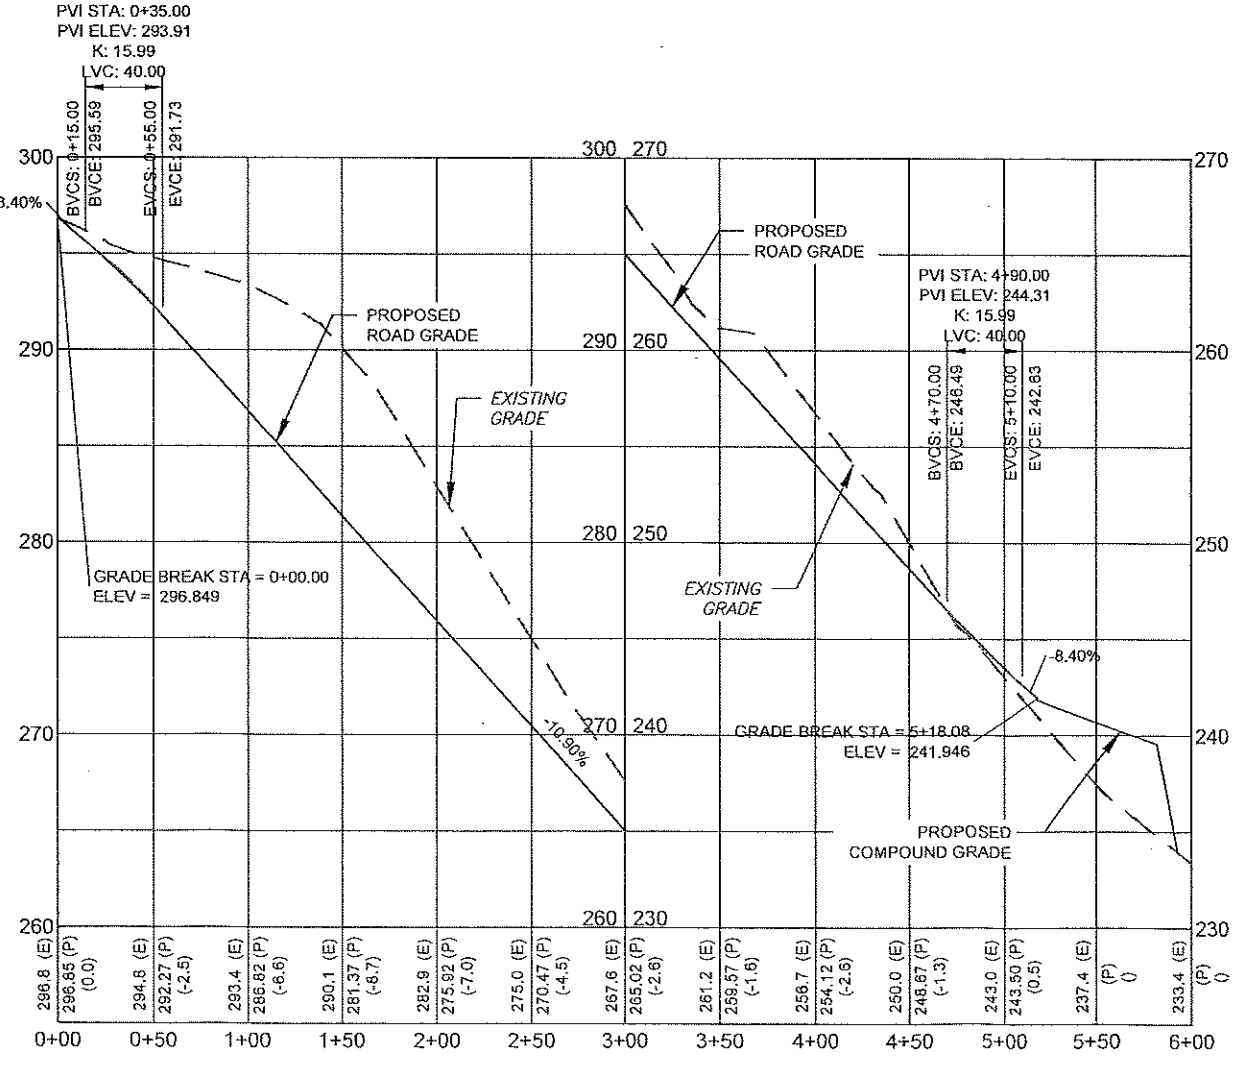 PVI STA: 0+35.00
PVI ELEV: 293.91
K: 15.99
LVC: 40.00
BVCS: 0+15.00
BVCE: 295.59
EVCS: 0+55.00
EVCE: 291.73
300
300 270
270
PROPOSED
ROAD GRADE
PVI STA: 4+90.00
PVI ELEV: 244.31
K: 15.99
LVC: 40.00
BVCS: 4+70.00
BVCE: 246.49
EVCS: 5+10.00
EVCE: 242.63
PROPOSED
ROAD GRADE
290
290 260
260
EXISTING
GRADE
280
280 250
250
GRADE BREAK STA = 0+00.00
ELEV = 296.849
EXISTING
GRADE
-8.40%
270
270 240
240
-10.90%
GRADE BREAK STA = 5+18.08
ELEV = 241.946
PROPOSED
COMPOUND GRADE
260
260 230
230
296.8 (E)
296.85 (P)
(0.0)
294.8 (E)
292.27 (P)
(-2.5)
293.4 (E)
286.82 (P)
(-6.6)
290.1 (E)
281.37 (P)
(-8.7)
282.9 (E)
275.92 (P)
(-7.0)
275.0 (E)
270.47 (P)
(-4.5)
267.6 (E)
265.02 (P)
(-2.6)
261.2 (E)
259.57 (P)
(-1.6)
256.7 (E)
254.12 (P)
(-2.6)
250.0 (E)
248.67 (P)
(-1.3)
243.0 (E)
243.50 (P)
(0.5)
237.4 (E)
(P)
()
233.4 (E)
(P)
()
0+00 0+50 1+00 1+50 2+00 2+50 3+00 3+50 4+00 4+50 5+00 5+50 6+00